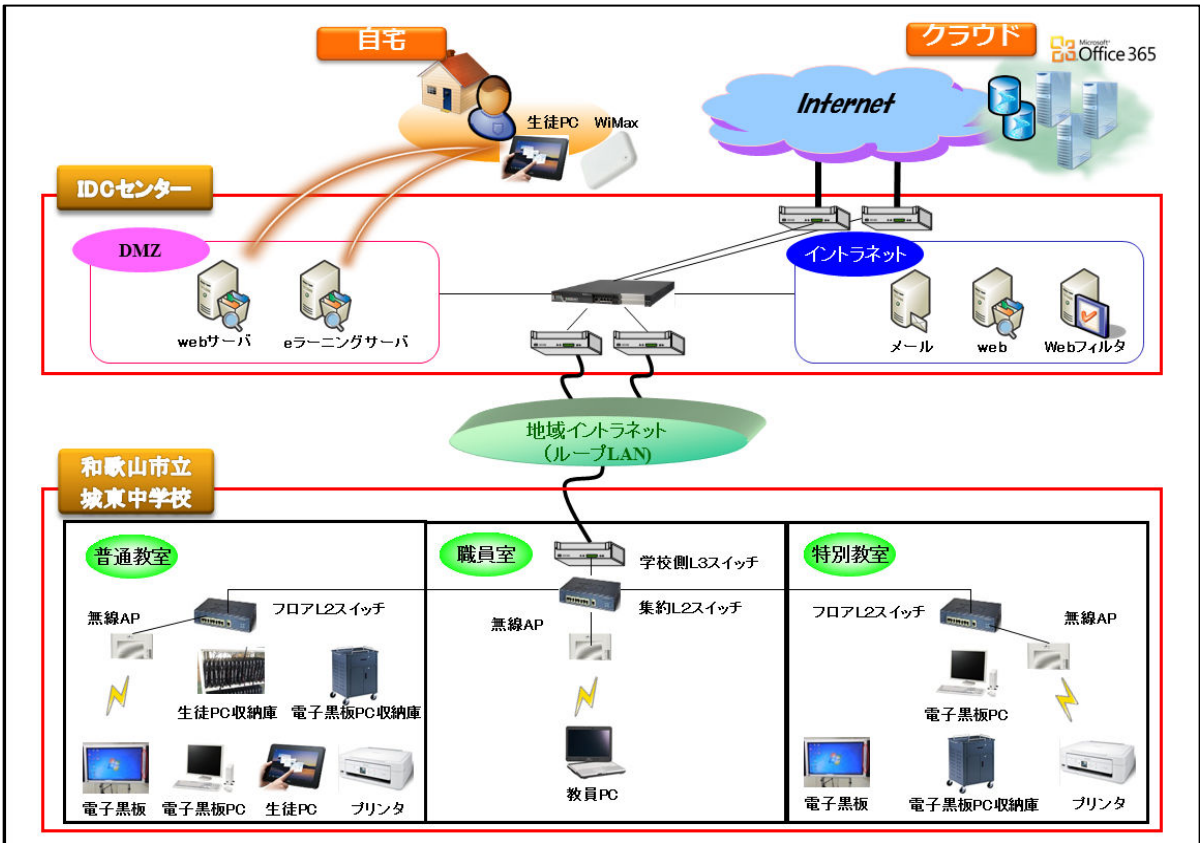 自宅
クラウド
Microsoft
Office 365
Internet
生徒PC WiMax
IDCセンター
DMZ
イントラネット
webサーバ
eラーニングサーバ
メール
web
Webフィルタ
地域イントラネット
(ループLAN)
和歌山市立
城東中学校
普通教室
職員室
学校側L3スイッチ
特別教室
フロアL2スイッチ
集約L2スイッチ
フロアL2スイッチ
無線AP
無線AP
無線AP
生徒PC収納庫
電子黒板PC収納庫
電子黒板PC
電子黒板
電子黒板PC
生徒PC
プリンタ
教員PC
電子黒板
電子黒板PC収納庫
プリンタ